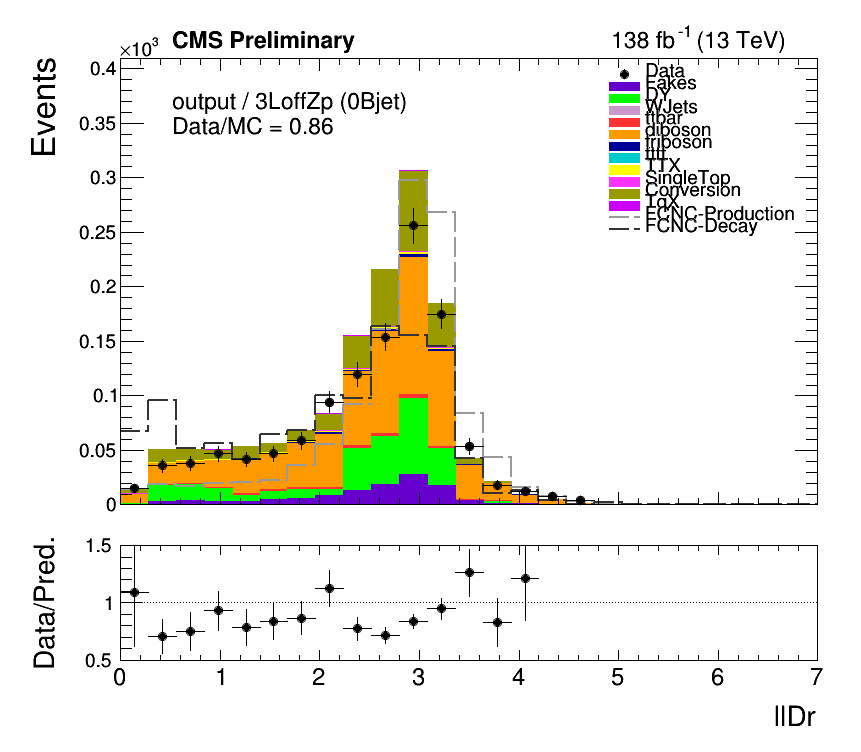 ×10³ CMS Preliminary 138 fb⁻¹ (13 TeV)
Events
0.4
0.35
0.3
0.25
0.2
0.15
0.1
0.05
0
output / 3LoffZp (0Bjet)
Data/MC = 0.86
Data
Fakes
DY
WJets
ttbar
diboson
triboson
tttt
TTX
SingleTop
Conversion
TqX
FCNC-Production
FCNC-Decay
Data/Pred.
1.5
1
0.5
0 1 2 3 4 5 6 7
llDr